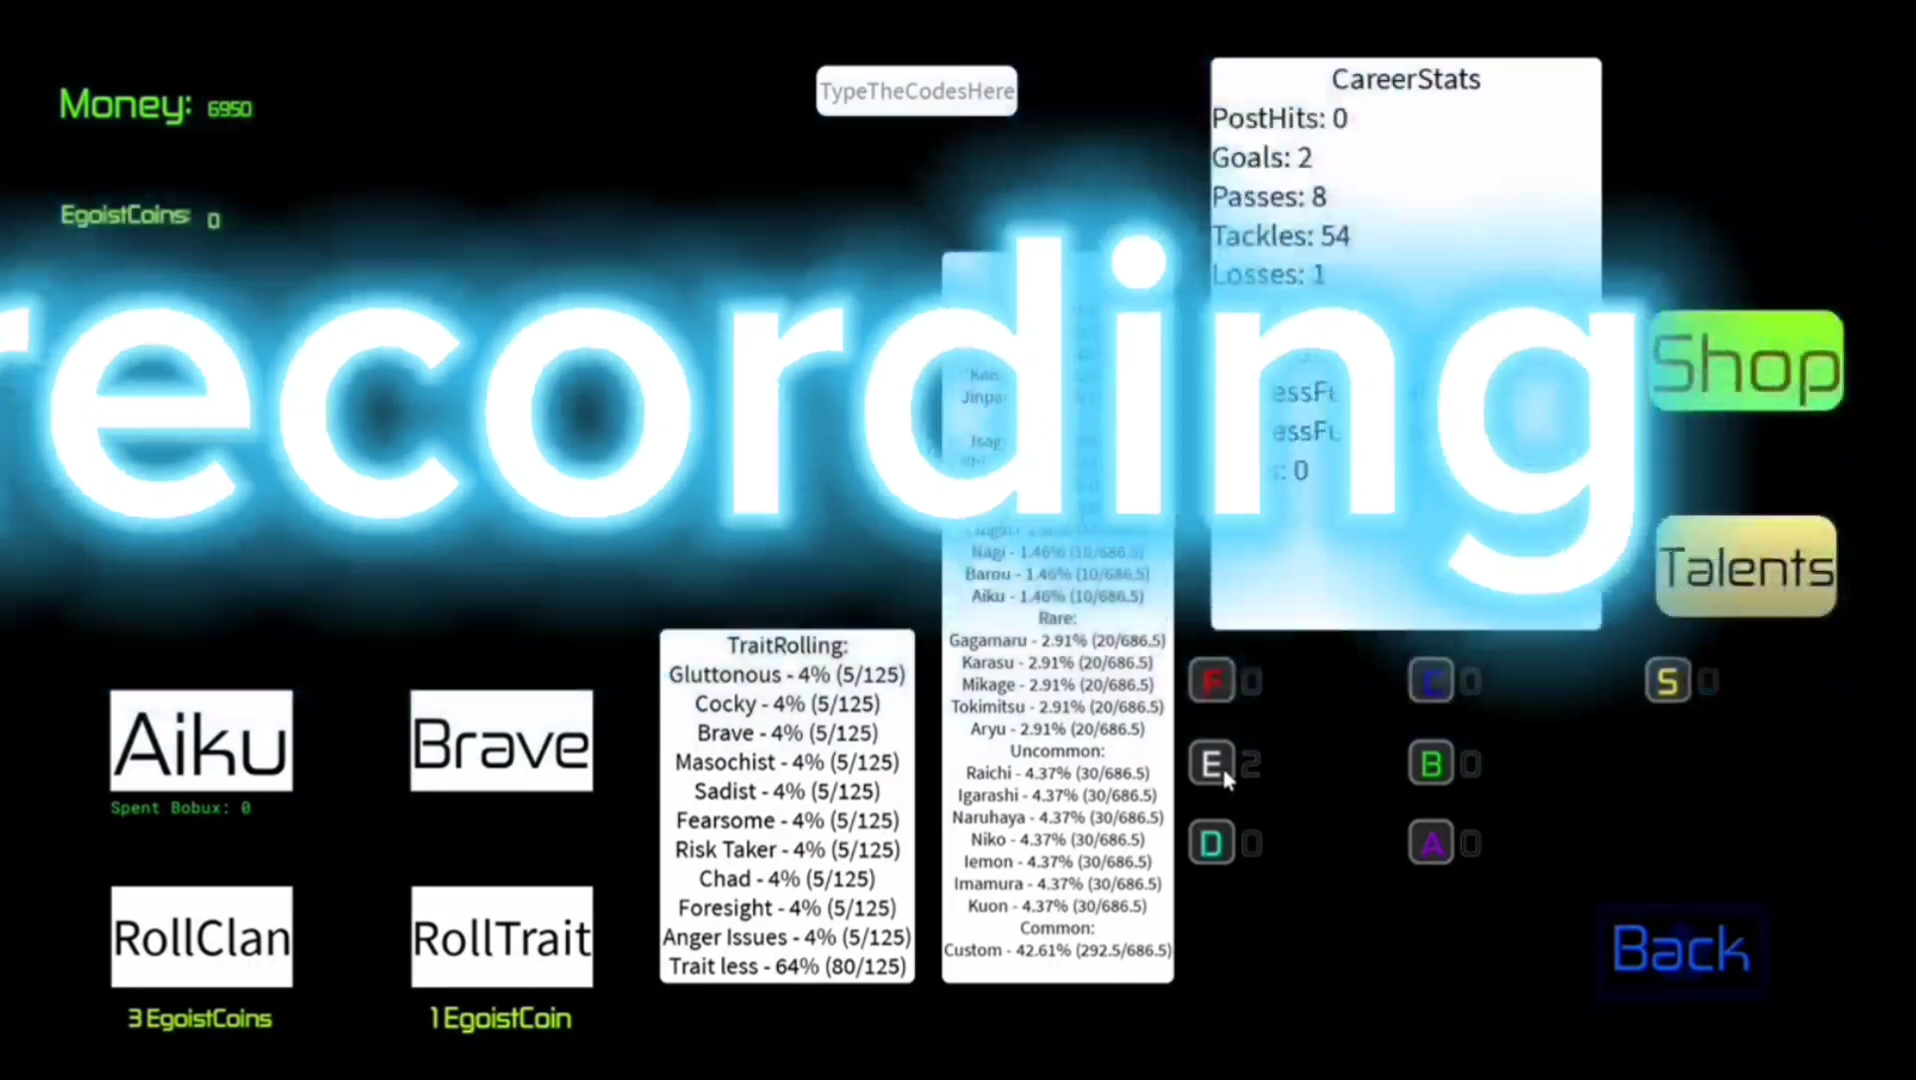 Money: 6950
EgoistCoins: 0
TypeTheCodesHere
CareerStats
PostHits: 0
Goals: 2
Passes: 8
Tackles: 54
Losses: 1
recording
: 0
Shop
Talents
Nagi - 1.46% (10/686.5)
Barou - 1.46% (10/686.5)
Aiku - 1.46% (10/686.5)
Rare:
Gagamaru - 2.91% (20/686.5)
Karasu - 2.91% (20/686.5)
Mikage - 2.91% (20/686.5)
Tokimitsu - 2.91% (20/686.5)
Aryu - 2.91% (20/686.5)
Uncommon:
Raichi - 4.37% (30/686.5)
Igarashi - 4.37% (30/686.5)
Naruhaya - 4.37% (30/686.5)
Niko - 4.37% (30/686.5)
Iemon - 4.37% (30/686.5)
Imamura - 4.37% (30/686.5)
Kuon - 4.37% (30/686.5)
Common:
Custom - 42.61% (292.5/686.5)
TraitRolling:
Gluttonous - 4% (5/125)
Cocky - 4% (5/125)
Brave - 4% (5/125)
Masochist - 4% (5/125)
Sadist - 4% (5/125)
Fearsome - 4% (5/125)
Risk Taker - 4% (5/125)
Chad - 4% (5/125)
Foresight - 4% (5/125)
Anger Issues - 4% (5/125)
Trait less - 64% (80/125)
Aiku
Spent Bobux: 0
Brave
RollClan
3 EgoistCoins
RollTrait
1 EgoistCoin
F 0
C 0
S 0
E 2
B 0
D 0
A 0
Back